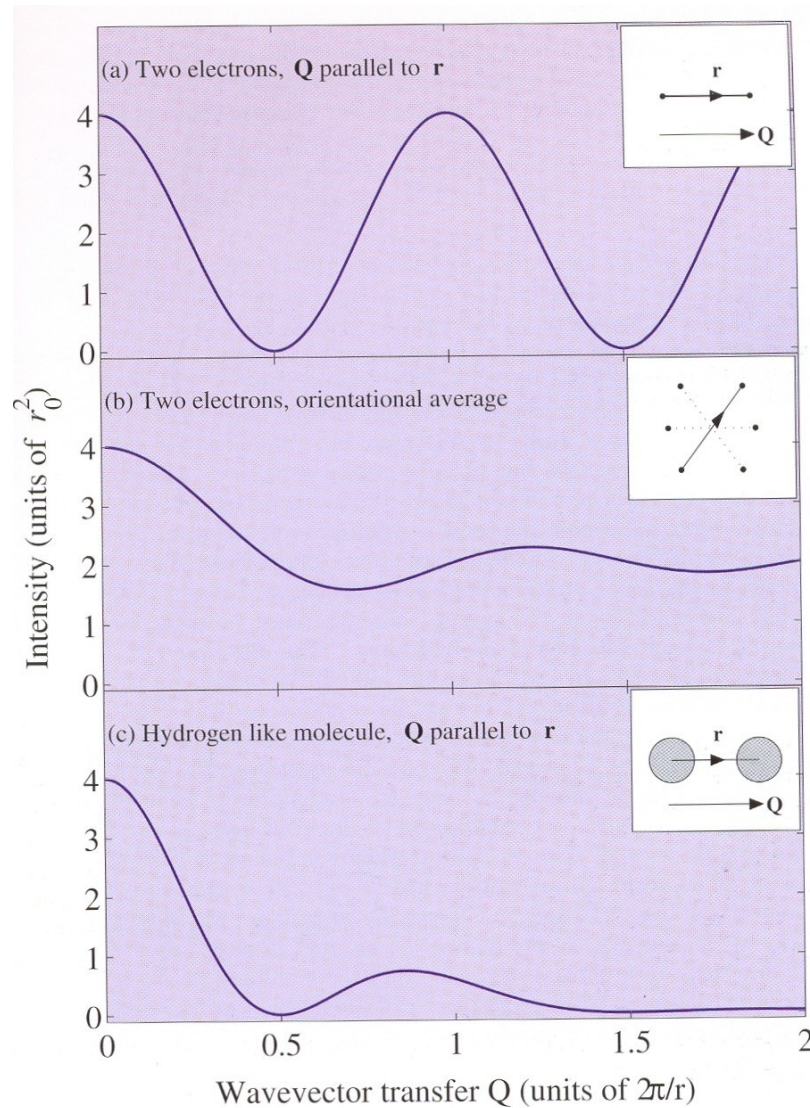 (a) Two electrons, Q parallel to r
r
Q
4
3
2
1
0
(b) Two electrons, orientational average
4
3
2
1
0
(c) Hydrogen like molecule, Q parallel to r
r
Q
4
3
2
1
0
0 0.5 1 1.5 2
Intensity (units of r₀²)
Wavevector transfer Q (units of 2π/r)